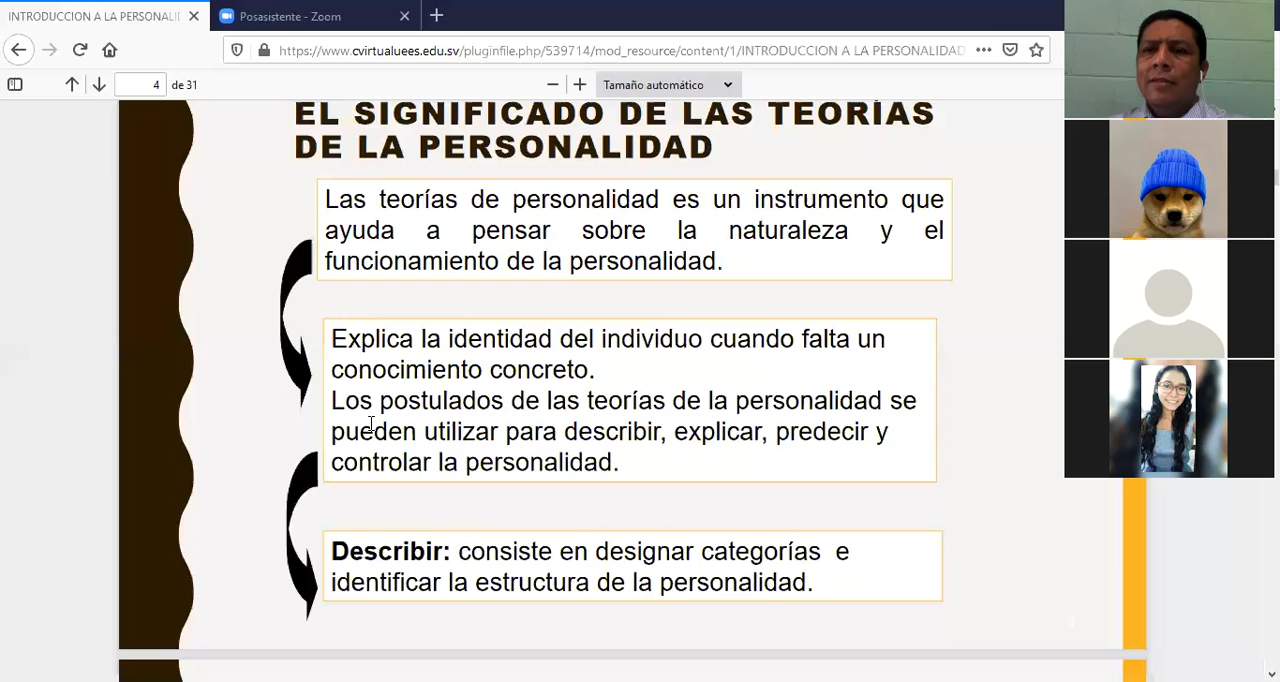 INTRODUCCION A LA PERSONALI
Posasistente - Zoom
https://www.cvirtualuees.edu.sv/pluginfile.php/539714/mod_resource/content/1/INTRODUCCION A LA PERSONALIDAD
4 de 31
Tamaño automático
EL SIGNIFICADO DE LAS TEORÍAS
DE LA PERSONALIDAD
Las teorías de personalidad es un instrumento que
ayuda a pensar sobre la naturaleza y el
funcionamiento de la personalidad.
Explica la identidad del individuo cuando falta un
conocimiento concreto.
Los postulados de las teorías de la personalidad se
pueden utilizar para describir, explicar, predecir y
controlar la personalidad.
Describir: consiste en designar categorías e
identificar la estructura de la personalidad.